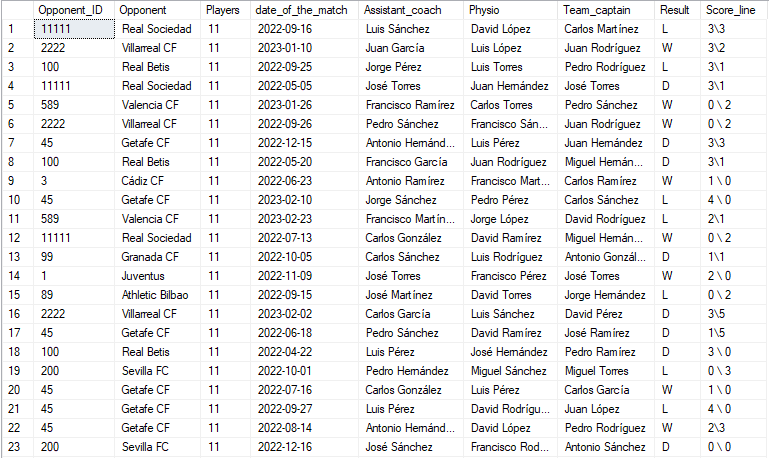 Opponent_ID Opponent Players date_of_the_match Assistant_coach Physio Team_captain Result Score_line
1 11111 Real Sociedad 11 2022-09-16 Luis Sánchez David López Carlos Martínez L 3\3
2 2222 Villarreal CF 11 2023-01-10 Juan García Luis López Juan Rodríguez W 3\2
3 100 Real Betis 11 2022-09-25 Jorge Pérez Luis Torres Pedro Rodríguez L 3\1
4 11111 Real Sociedad 11 2022-05-05 José Torres Juan Hernández José Torres D 3\1
5 589 Valencia CF 11 2023-01-26 Francisco Ramírez Carlos Torres Pedro Sánchez W 0 \ 2
6 2222 Villarreal CF 11 2022-09-26 Pedro Sánchez Francisco Sán... Juan Rodríguez W 0 \ 2
7 45 Getafe CF 11 2022-12-15 Antonio Hernánd... Luis Pérez Juan Hernández D 3\3
8 100 Real Betis 11 2022-05-20 Francisco García Juan Rodríguez Miguel Hernán... D 3\1
9 3 Cádiz CF 11 2022-06-23 Antonio Ramírez Francisco Mart... Carlos Ramírez W 1 \ 0
10 45 Getafe CF 11 2023-02-10 Jorge Sánchez Pedro Pérez Carlos Sánchez L 4 \ 0
11 589 Valencia CF 11 2023-02-23 Francisco Martín... Jorge López David Rodríguez L 2\1
12 11111 Real Sociedad 11 2022-07-13 Carlos González David Ramírez Miguel Hernán... W 0 \ 2
13 99 Granada CF 11 2022-10-05 Carlos Sánchez Luis Rodríguez Antonio Gonzál... D 1\1
14 1 Juventus 11 2022-11-09 José Torres Francisco Pérez José Torres W 2 \ 0
15 89 Athletic Bilbao 11 2022-09-15 José Martínez David Torres Jorge Hernández L 0 \ 2
16 2222 Villarreal CF 11 2023-02-02 Carlos García Luis Sánchez David Pérez D 3\5
17 45 Getafe CF 11 2022-06-18 Pedro Sánchez David Ramírez José Ramírez D 1\5
18 100 Real Betis 11 2022-04-22 Luis Pérez José Hernández Pedro Ramírez D 3 \ 0
19 200 Sevilla FC 11 2022-10-01 Pedro Hernández Miguel Sánchez Miguel Torres L 0 \ 3
20 45 Getafe CF 11 2022-07-16 Carlos González Luis Pérez Carlos García W 1 \ 0
21 45 Getafe CF 11 2022-09-27 Luis Pérez David Rodrígu... Juan López L 4 \ 0
22 45 Getafe CF 11 2022-08-14 Antonio Hernánd... David Pérez Pedro Rodríguez W 2\3
23 200 Sevilla FC 11 2022-12-16 José Sánchez Francisco Rod... Antonio Sánchez D 0 \ 0